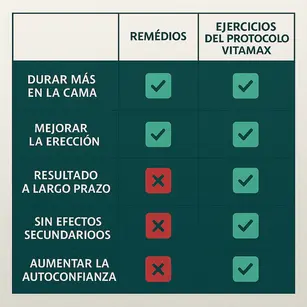 REMÉDIOS
EJERCICIOS
DEL PROTOCOLO
VITAMAX
DURAR MÁS
EN LA CAMA
MEJORAR
LA ERECCIÓN
RESULTADO
A LARGO PRAZO
SIN EFECTOS
SECUNDARIOOS
AUMENTAR LA
AUTOCONFIANZA